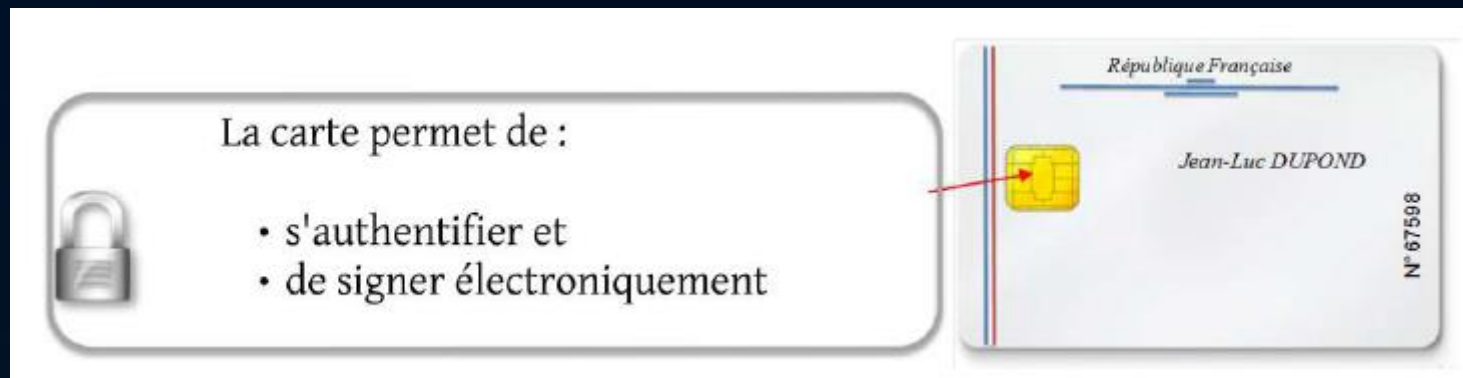 La carte permet de :
• s'authentifier et
• de signer électroniquement
République Française
Jean-Luc DUPOND
N° 67598